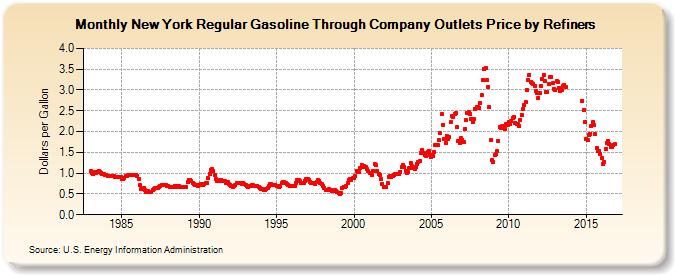 Monthly New York Regular Gasoline Through Company Outlets Price by Refiners
Dollars per Gallon
4.0
3.5
3.0
2.5
2.0
1.5
1.0
0.5
0.0
1985 1990 1995 2000 2005 2010 2015
Source: U.S. Energy Information Administration